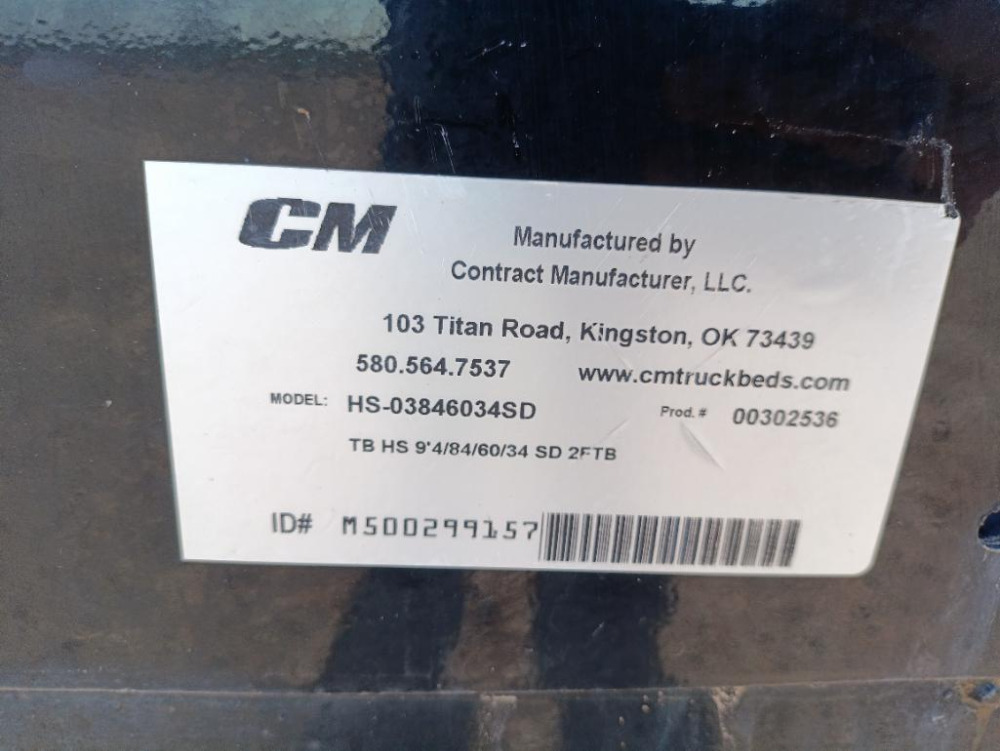 CM
Manufactured by
Contract Manufacturer, LLC.
103 Titan Road, Kingston, OK 73439
580.564.7537 www.cmtruckbeds.com
MODEL: HS-03846034SD Prod. # 00302536
TB HS 9'4/84/60/34 SD 2FTB
ID# M500299157